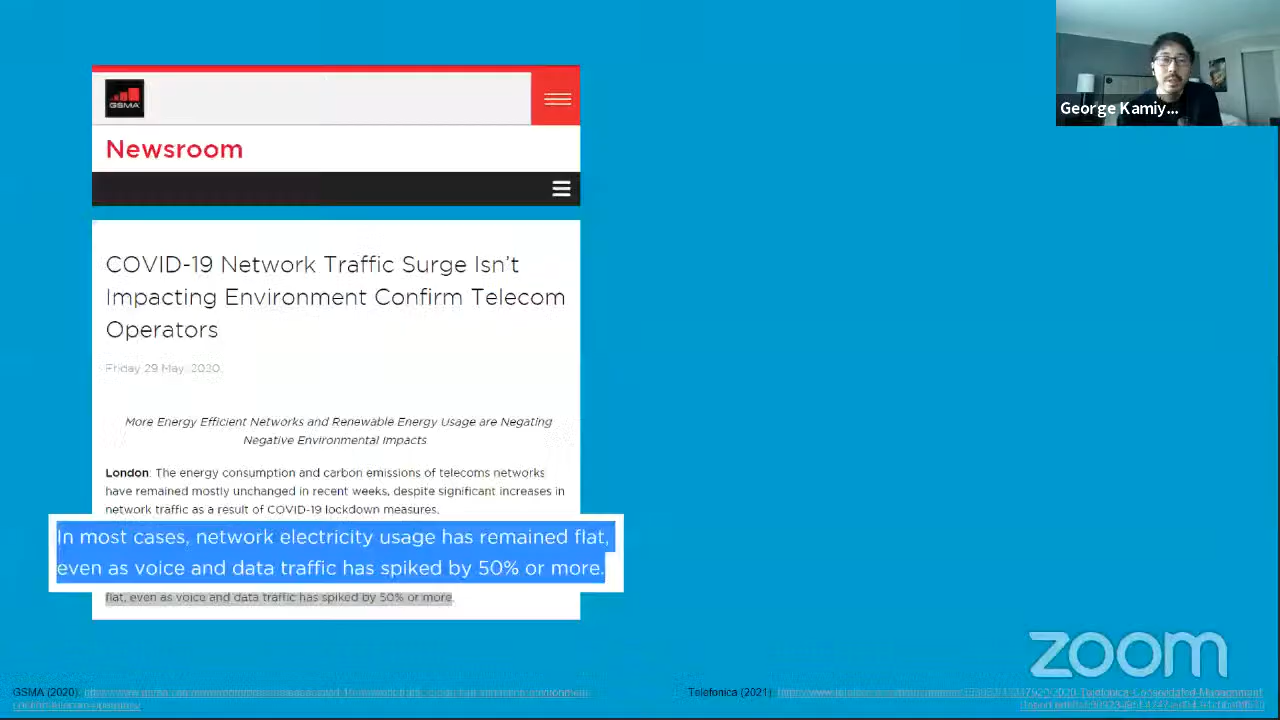 George Kamiy...
GSMA
Newsroom
COVID-19 Network Traffic Surge Isn't
Impacting Environment Confirm Telecom
Operators
Friday 29 May, 2020
More Energy Efficient Networks and Renewable Energy Usage are Negating
Negative Environmental Impacts
London: The energy consumption and carbon emissions of telecoms networks
have remained mostly unchanged in recent weeks, despite significant increases in
network traffic as a result of COVID-19 lockdown measures.
In most cases, network electricity usage has remained flat,
even as voice and data traffic has spiked by 50% or more.
flat, even as voice and data traffic has spiked by 50% or more.
zoom
GSMA (2020):
Telefonica (2021):